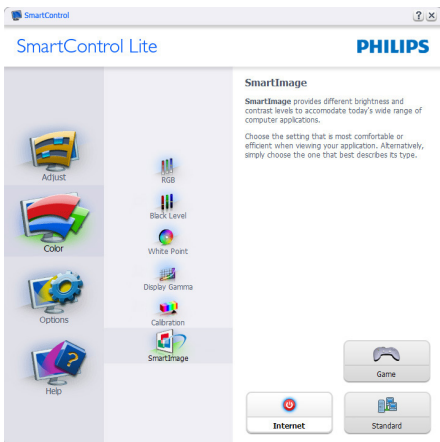 SmartControl
SmartControl Lite
PHILIPS
Adjust
Color
Options
Help
RGB
Black Level
White Point
Display Gamma
Calibration
SmartImage
SmartImage
SmartImage provides different brightness and
contrast levels to accomodate today's wide range of
computer applications.
Choose the setting that is most comfortable or
efficient when viewing your application. Alternatively,
simply choose the one that best describes its type.
Game
Internet
Standard